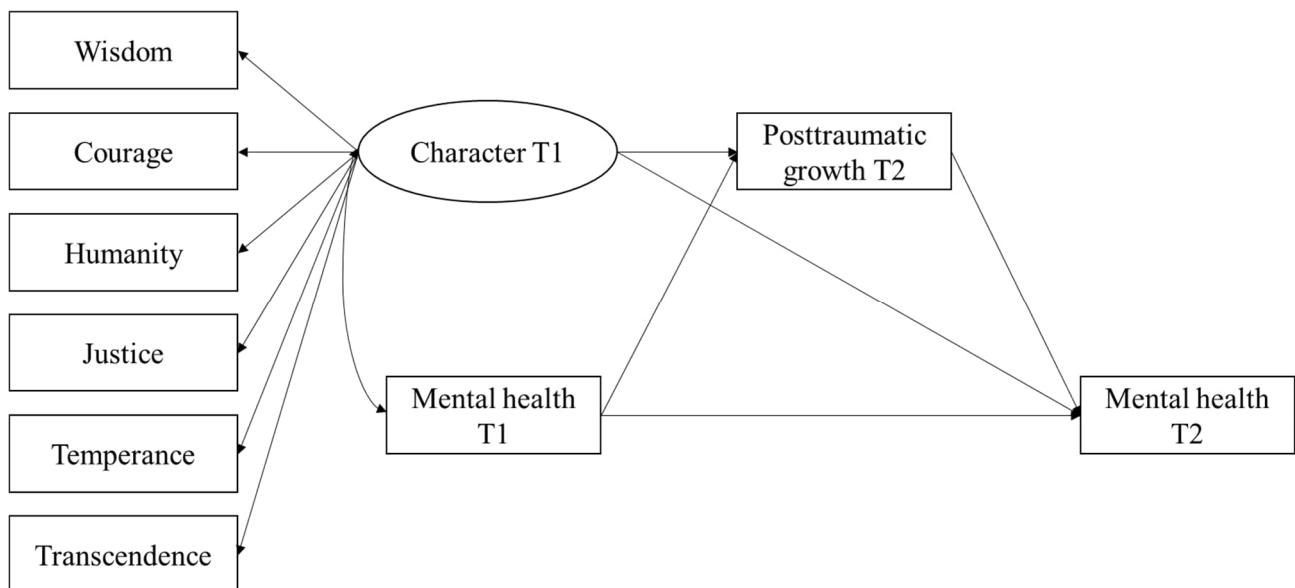 Wisdom
Courage
Humanity
Justice
Temperance
Transcendence
Character T1
Mental health
T1
Posttraumatic
growth T2
Mental health
T2